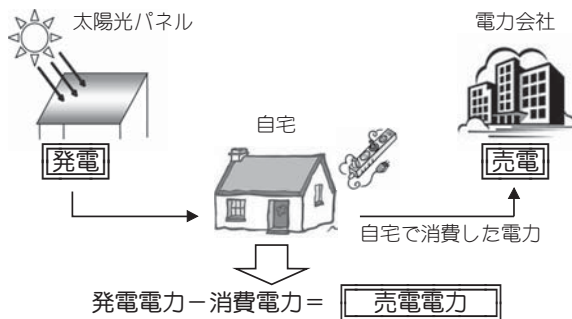 太陽光パネル
電力会社
自宅
発電
売電
自宅で消費した電力
発電電力－消費電力＝ 売電電力